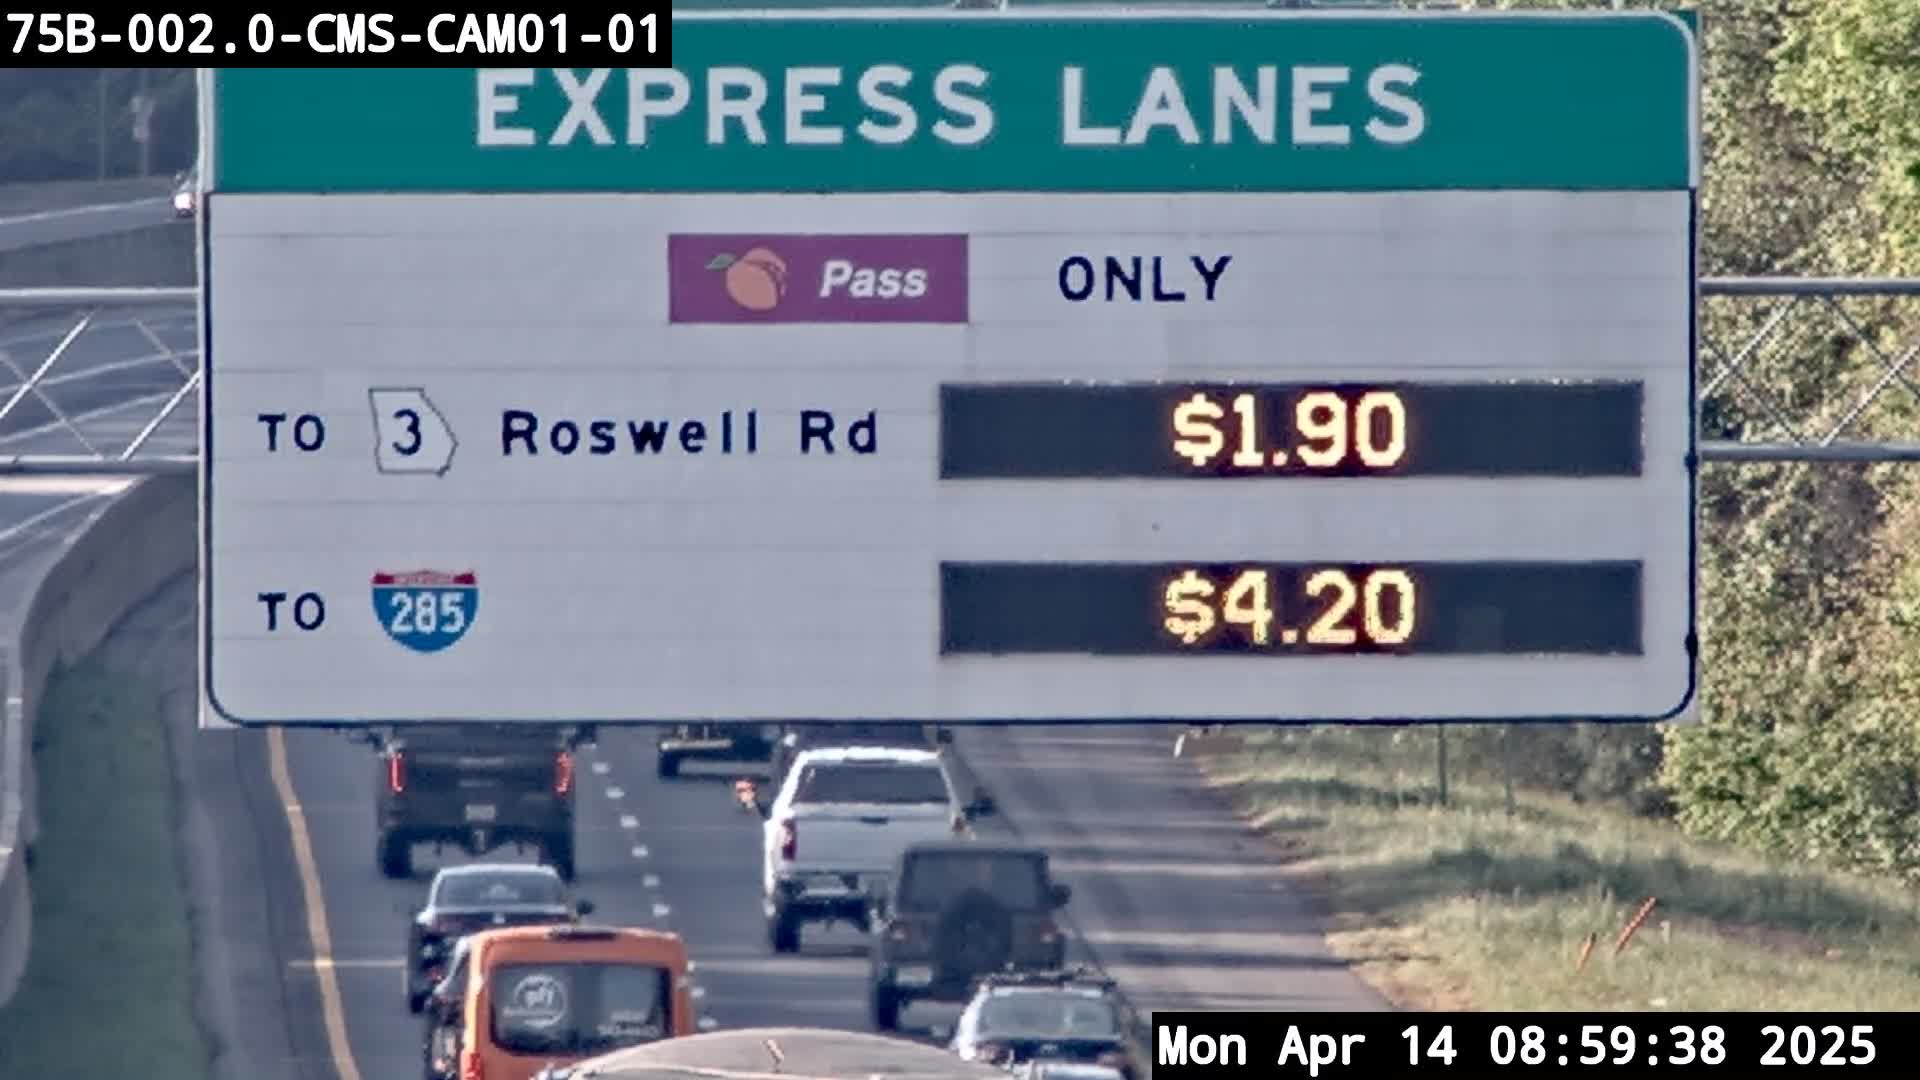 75B-002.0-CMS-CAM01-01
EXPRESS LANES
Pass ONLY
TO 3 Roswell Rd $1.90
TO 285 $4.20
Mon Apr 14 08:59:38 2025